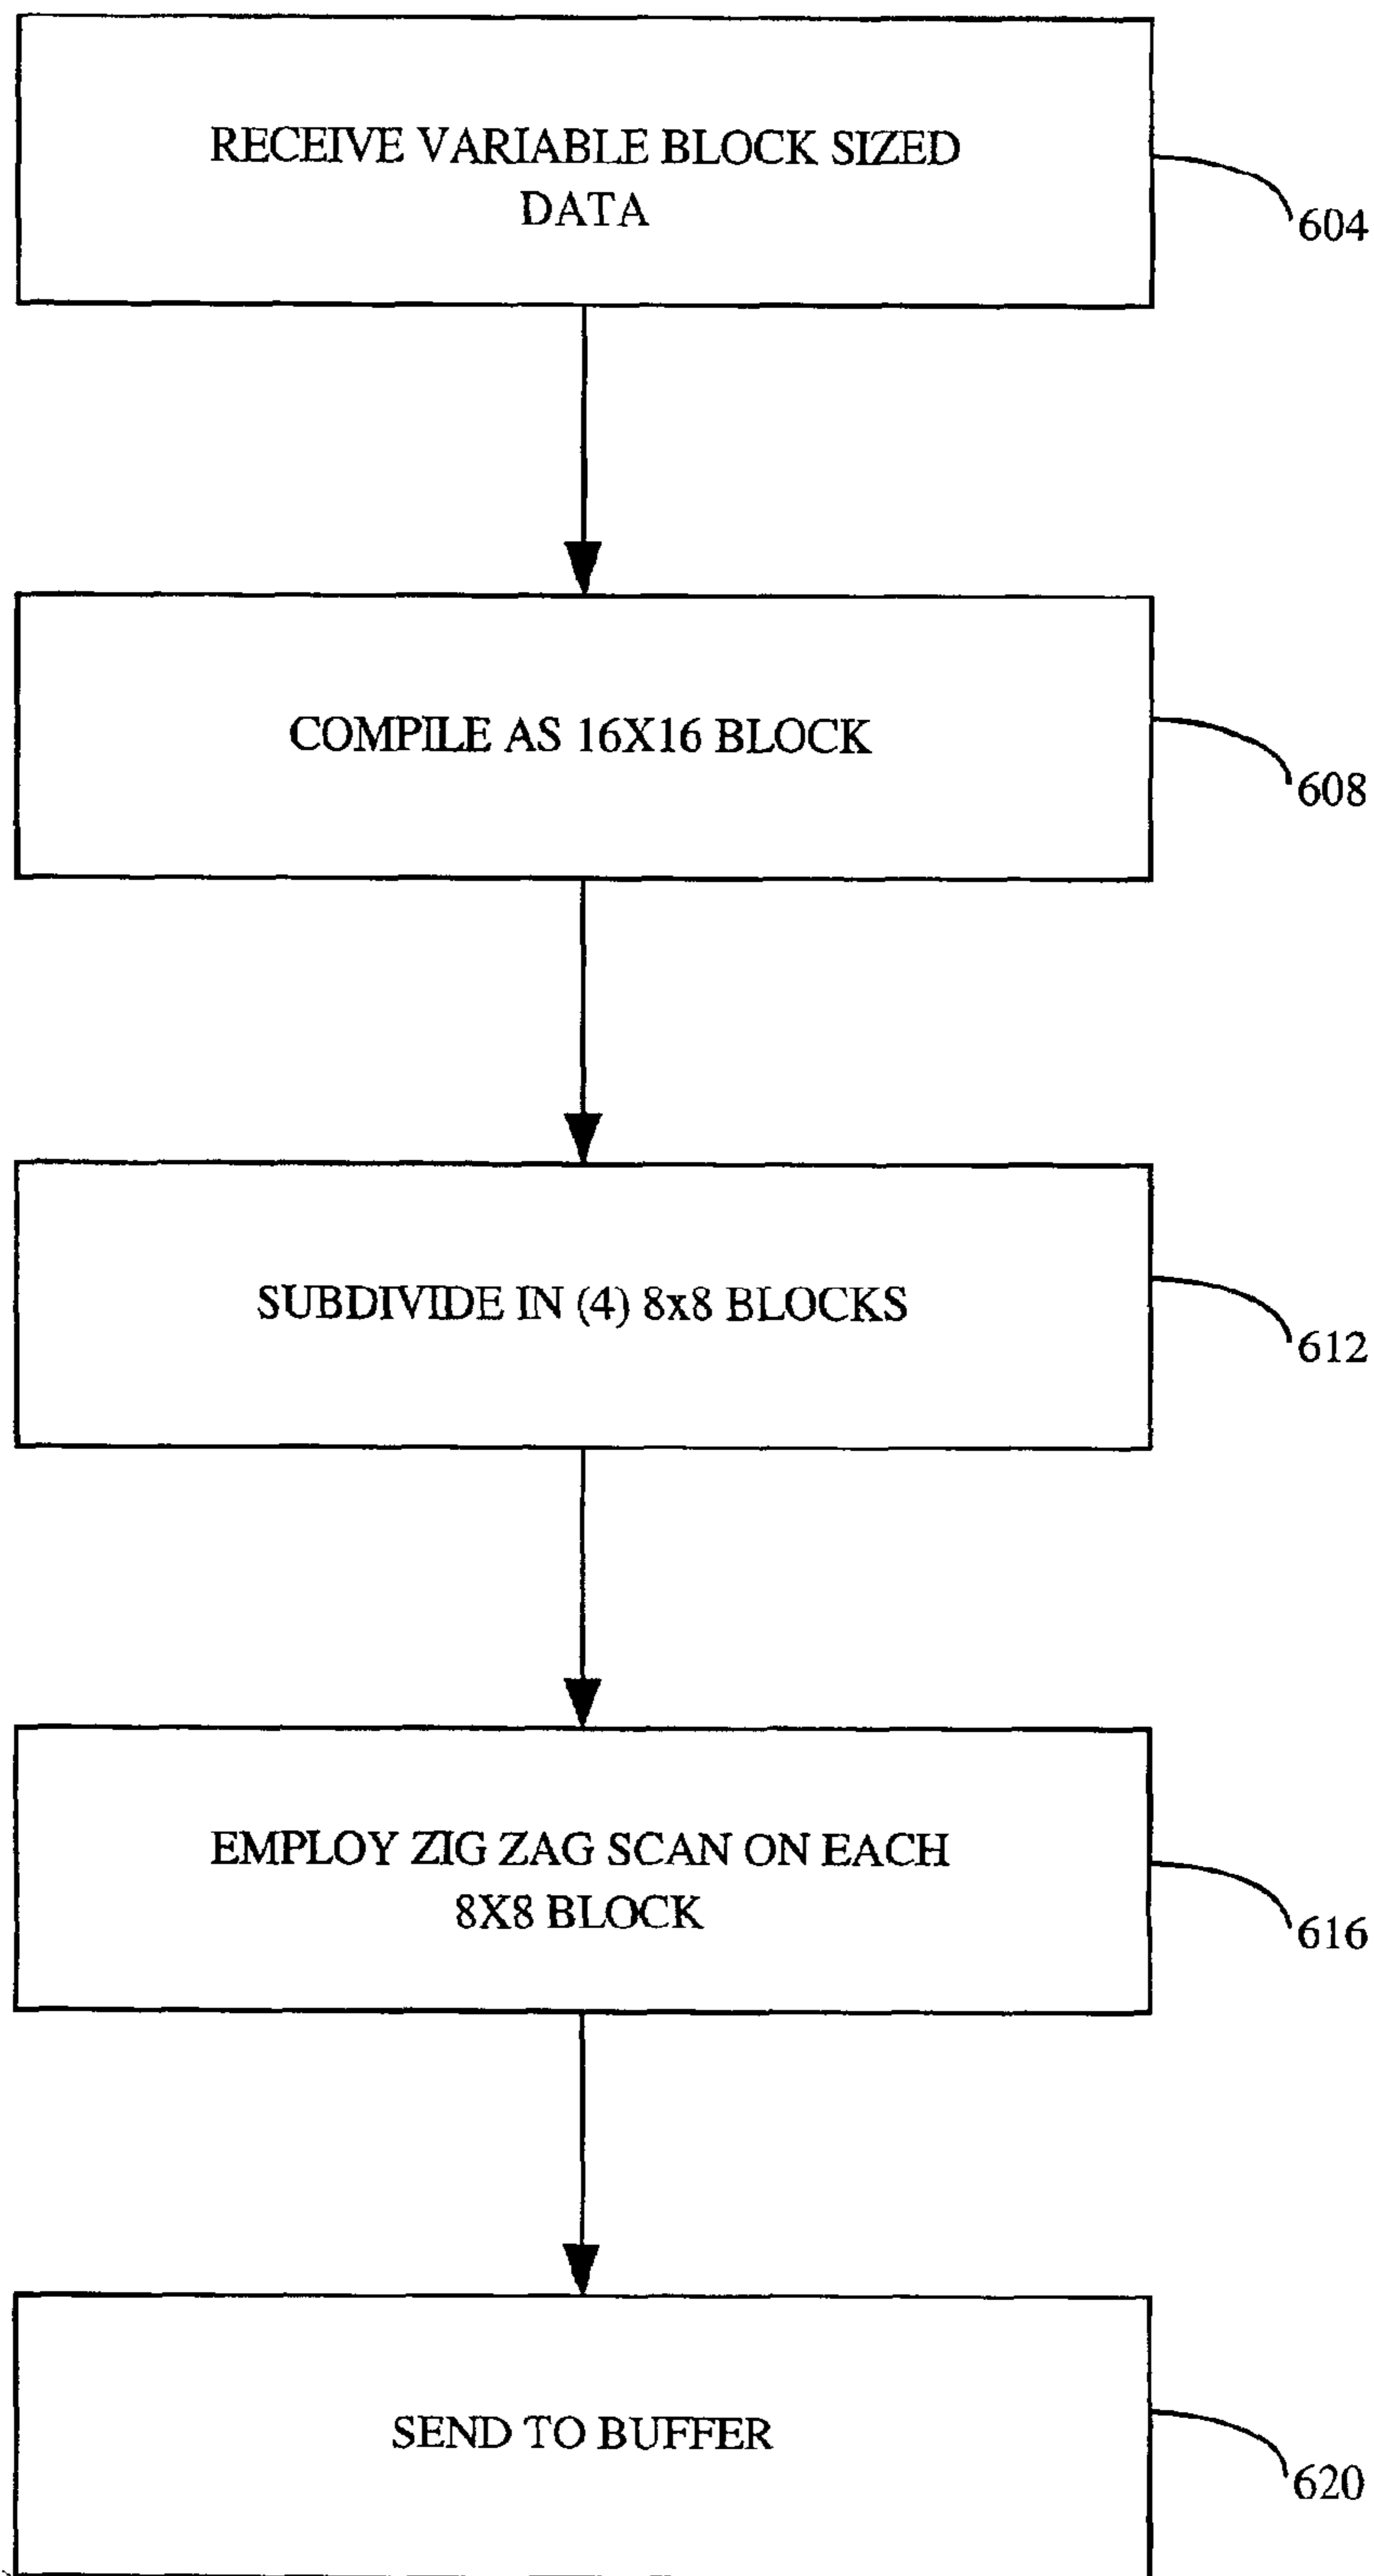 RECEIVE VARIABLE BLOCK SIZED
DATA
604
COMPILE AS 16X16 BLOCK
608
SUBDIVIDE IN (4) 8x8 BLOCKS
612
EMPLOY ZIG ZAG SCAN ON EACH
8X8 BLOCK
616
SEND TO BUFFER
620